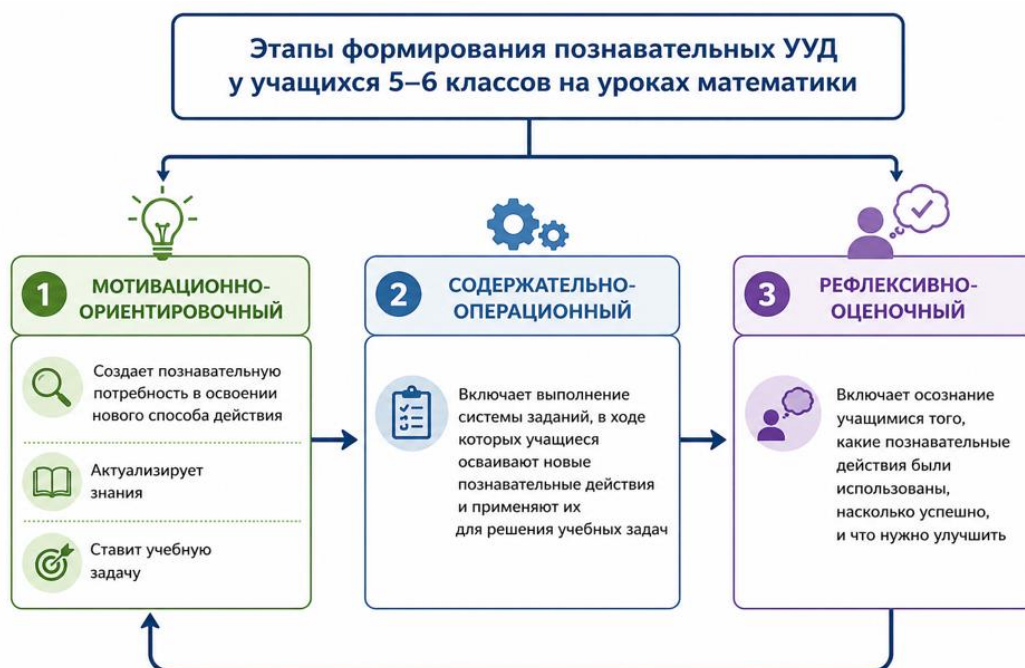 Этапы формирования познавательных УУД
у учащихся 5–6 классов на уроках математики
1
МОТИВАЦИОННО-
ОРИЕНТИРОВОЧНЫЙ
Создает познавательную
потребность в освоении
нового способа действия
Актуализирует
знания
Ставит учебную
задачу
2
СОДЕРЖАТЕЛЬНО-
ОПЕРАЦИОННЫЙ
Включает выполнение
системы заданий, в ходе
которых учащиеся
осваивают новые
познавательные действия
и применяют их
для решения учебных задач
3
РЕФЛЕКСИВНО-
ОЦЕНОЧНЫЙ
Включает осознание
учащимися того,
какие познавательные
действия были
использованы,
насколько успешно,
и что нужно улучшить